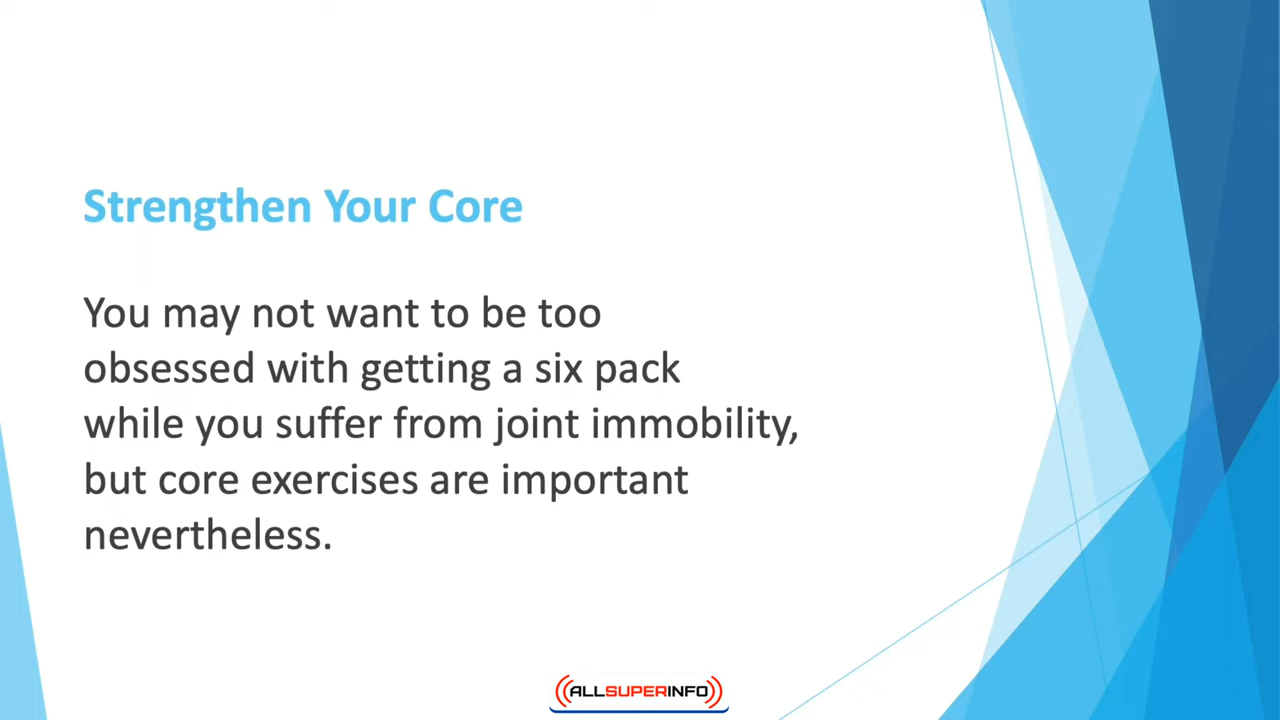 Strengthen Your Core
You may not want to be too
obsessed with getting a six pack
while you suffer from joint immobility,
but core exercises are important
nevertheless.
ALLSUPERINFO